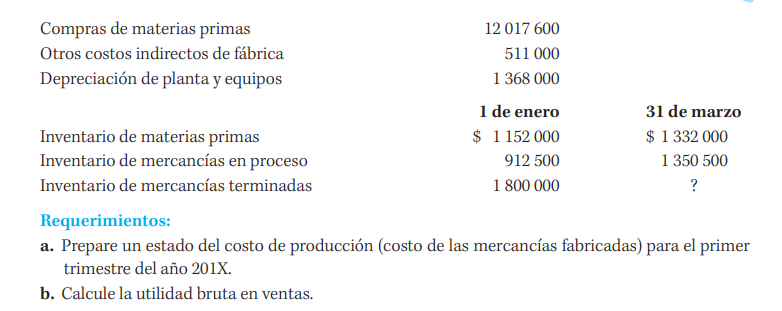 Compras de materias primas 12 017 600
Otros costos indirectos de fábrica 511 000
Depreciación de planta y equipos 1 368 000
1 de enero 31 de marzo
Inventario de materias primas $ 1 152 000 $ 1 332 000
Inventario de mercancías en proceso 912 500 1 350 500
Inventario de mercancías terminadas 1 800 000 ?
Requerimientos:
a. Prepare un estado del costo de producción (costo de las mercancías fabricadas) para el primer
trimestre del año 201X.
b. Calcule la utilidad bruta en ventas.